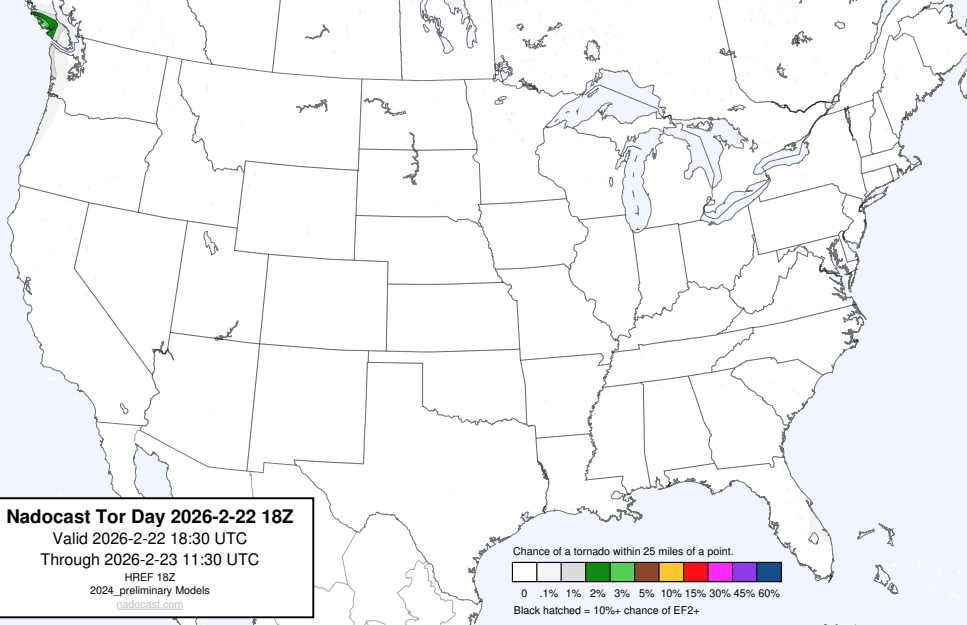 Nadocast Tor Day 2026-2-22 18Z
Valid 2026-2-22 18:30 UTC
Through 2026-2-23 11:30 UTC
HREF 18Z
2024_preliminary Models
nadocast.com
Chance of a tornado within 25 miles of a point.
0 .1% 1% 2% 3% 5% 10% 15% 30% 45% 60%
Black hatched = 10%+ chance of EF2+